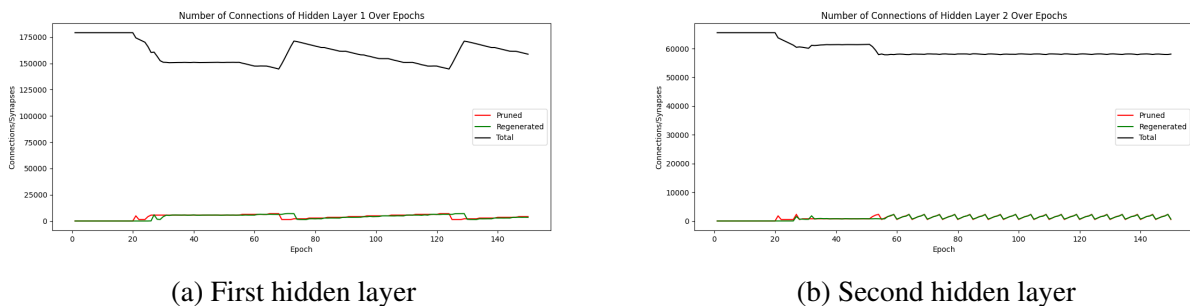 Number of Connections of Hidden Layer 1 Over Epochs
175000
150000
125000
100000
75000
50000
25000
0
Connections/Synapses
Pruned
Regenerated
Total
0 20 40 60 80 100 120 140
Epoch
(a) First hidden layer
Number of Connections of Hidden Layer 2 Over Epochs
60000
50000
40000
30000
20000
10000
0
Connections/Synapses
Pruned
Regenerated
Total
0 20 40 60 80 100 120 140
Epoch
(b) Second hidden layer